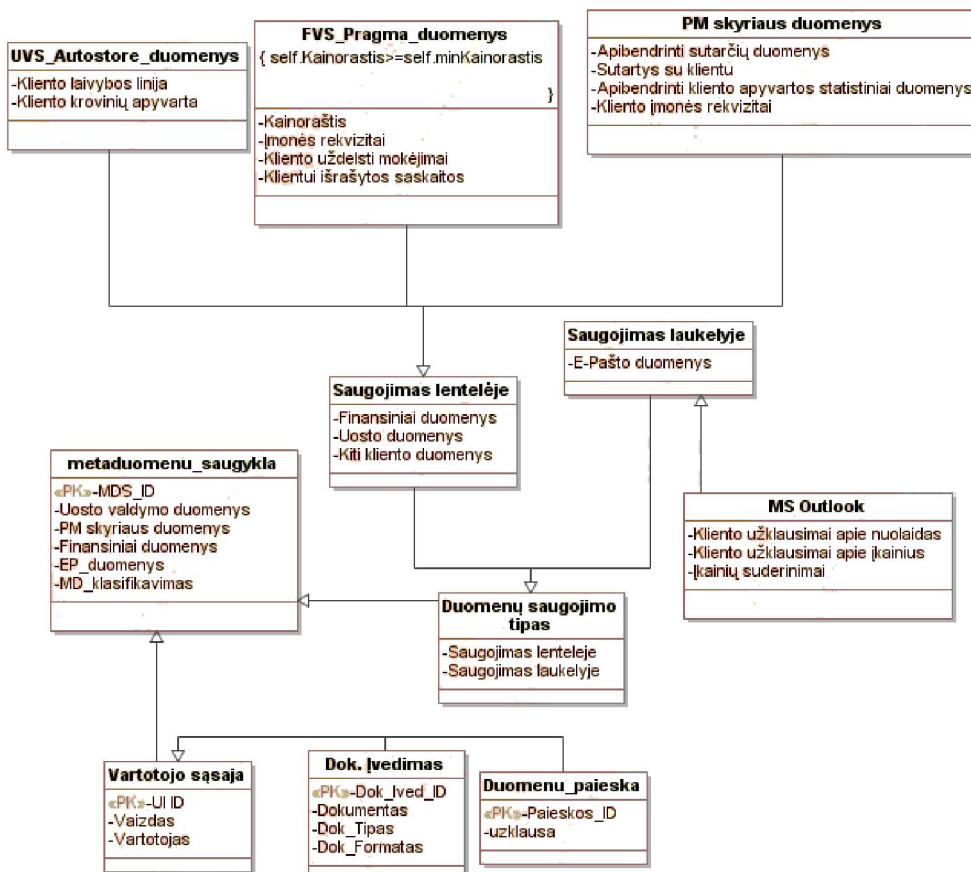 UVS_Autostore_duomenys
-Kliento laivybos linija
-Kliento krovinių apyvarta
FVS_Pragma_duomenys
{ self.Kainorastis>=self.minKainorastis
}
-Kainoraštis
-Įmonės rekvizitai
-Kliento uždelsti mokėjimai
-Klientui išrašytos saskaitos
PM skyriaus duomenys
-Apibendrinti sutarčių duomenys
-Sutartys su klientu
-Apibendrinti kliento apyvartos statistiniai duomenys
-Kliento įmonės rekvizitai
Saugojimas laukelyje
-E-Pašto duomenys
Saugojimas lentelėje
-Finansiniai duomenys
-Uosto duomenys
-Kiti kliento duomenys
metaduomenu_saugykla
«PK»-MDS_ID
-Uosto valdymo duomenys
-PM skyriaus duomenys
-Finansiniai duomenys
-EP_duomenys
-MD_klasifikavimas
MS Outlook
-Kliento užklausimai apie nuolaidas
-Kliento užklausimai apie įkainius
-Įkainių suderinimai
Duomenų saugojimo
tipas
-Saugojimas lenteleje
-Saugojimas laukelyje
Vartotojo sąsaja
«PK»-UI ID
-Vaizdas
-Vartotojas
Dok. Įvedimas
«PK»-Dok_Ived_ID
-Dokumentas
-Dok_Tipas
-Dok_Formatas
Duomenu_paieska
«PK»-Paieskos_ID
-uzklausa